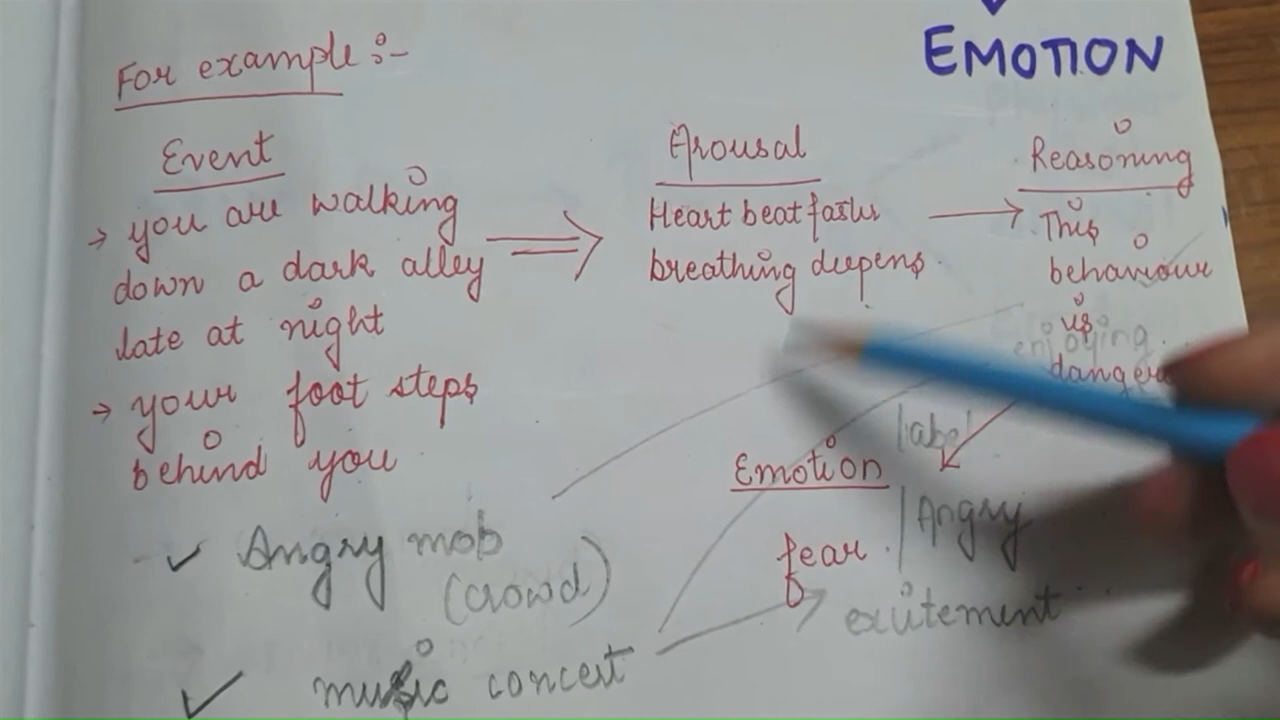 EMOTION
For example :-
Event
→ you are walking
down a dark alley
late at night
→ your foot steps
behind you
Arousal
Heart beat faster
breathing deepens
Reasoning
This
behaviour
is
enjoying
label
Emotion
fear / Angry
excitement
✓ Angry mob
(crowd)
✓ music concert